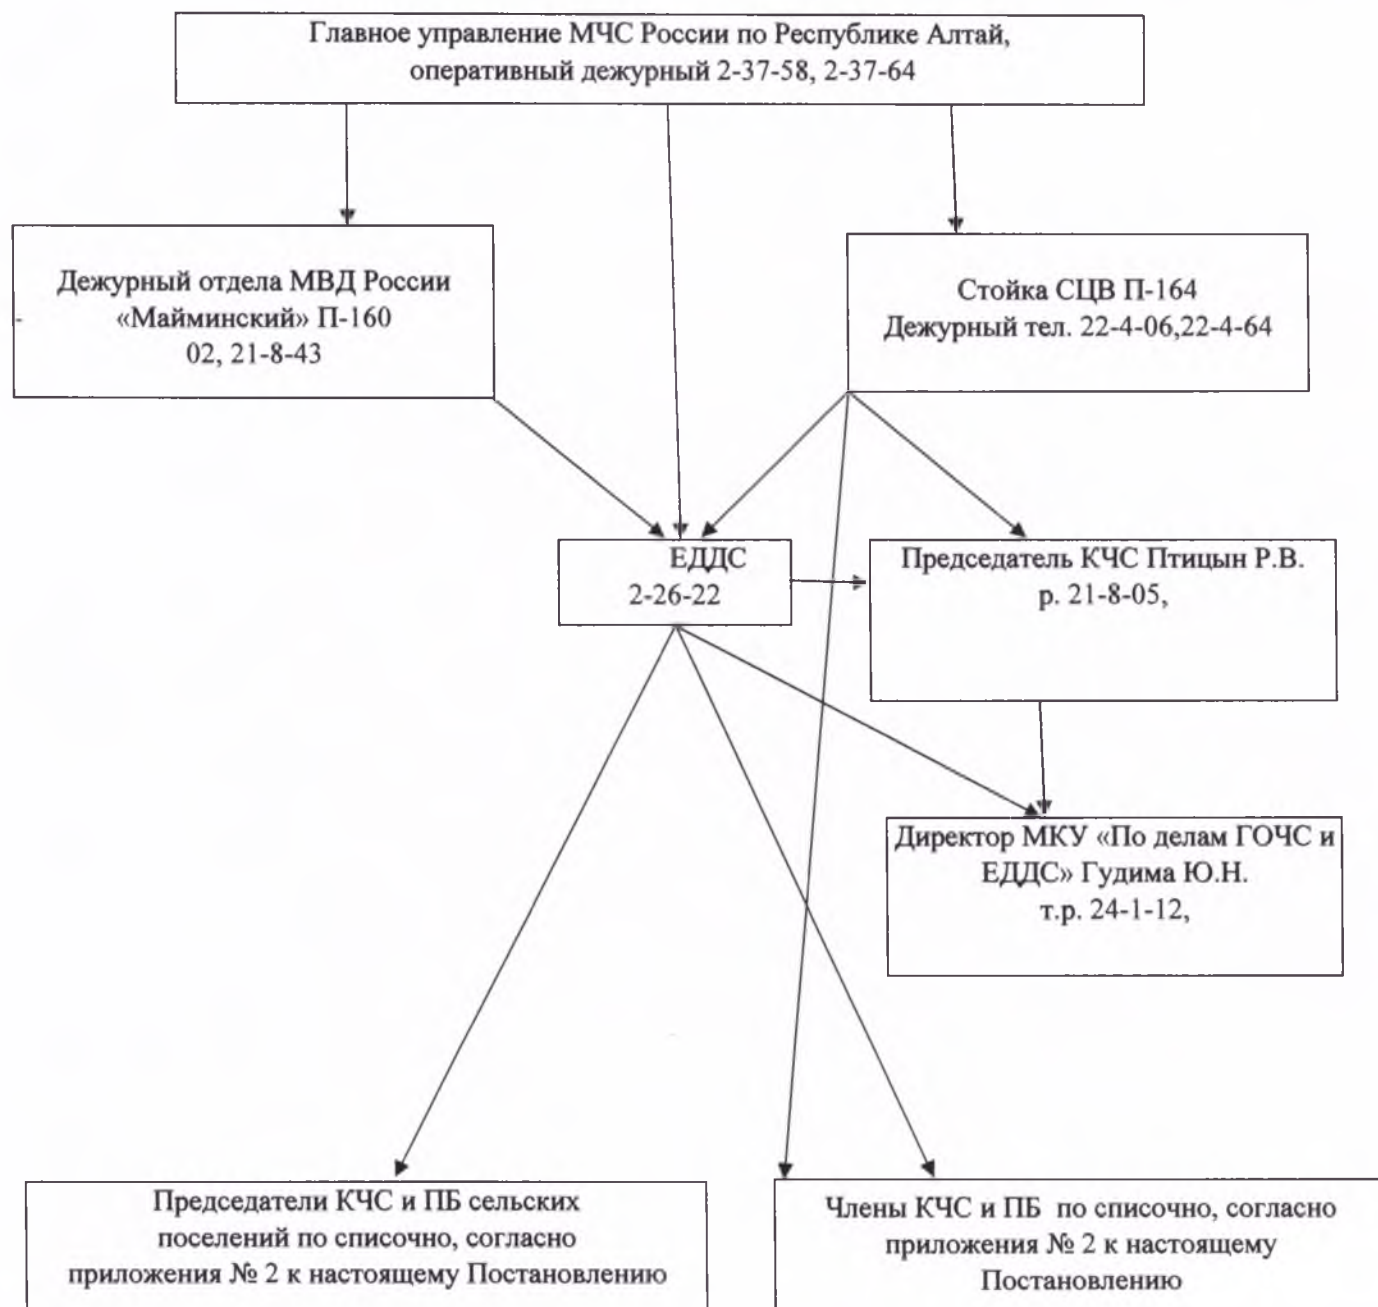 Главное управление МЧС России по Республике Алтай,
оперативный дежурный 2-37-58, 2-37-64
Дежурный отдела МВД России
«Майминский» П-160
02, 21-8-43
Стойка СЦВ П-164
Дежурный тел. 22-4-06,22-4-64
ЕДДС
2-26-22
Председатель КЧС Птицын Р.В.
р. 21-8-05,
Директор МКУ «По делам ГОЧС и
ЕДДС» Гудима Ю.Н.
т.р. 24-1-12,
Председатели КЧС и ПБ сельских
поселений по списочно, согласно
приложения № 2 к настоящему Постановлению
Члены КЧС и ПБ по списочно, согласно
приложения № 2 к настоящему
Постановлению